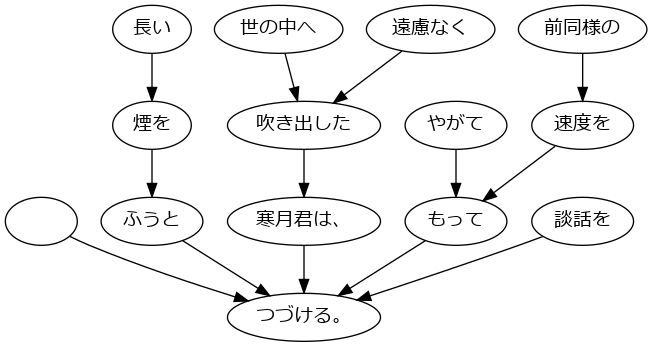 長い
世の中へ
遠慮なく
前同様の
煙を
吹き出した
やがて
速度を
ふうと
寒月君は、
もって
談話を
つづける。